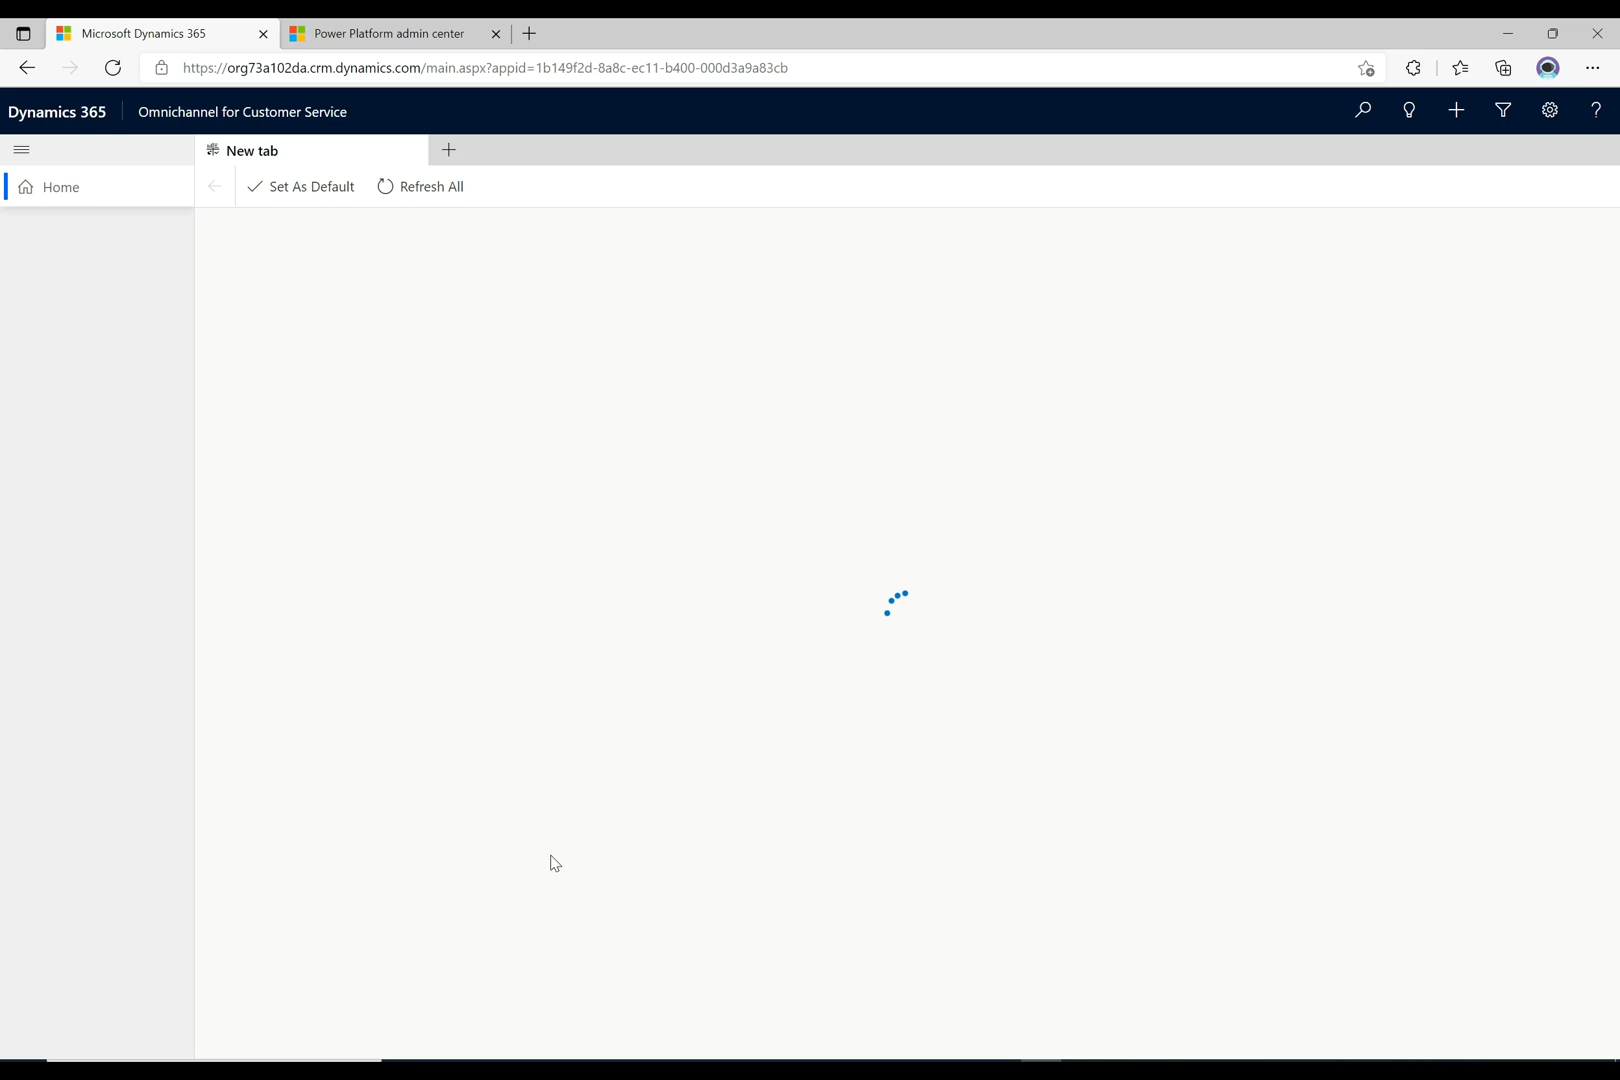 Microsoft Dynamics 365
Power Platform admin center
https://org73a102da.crm.dynamics.com/main.aspx?appid=1b149f2d-8a8c-ec11-b400-000d3a9a83cb
Dynamics 365
Omnichannel for Customer Service
New tab
Home
Set As Default
Refresh All